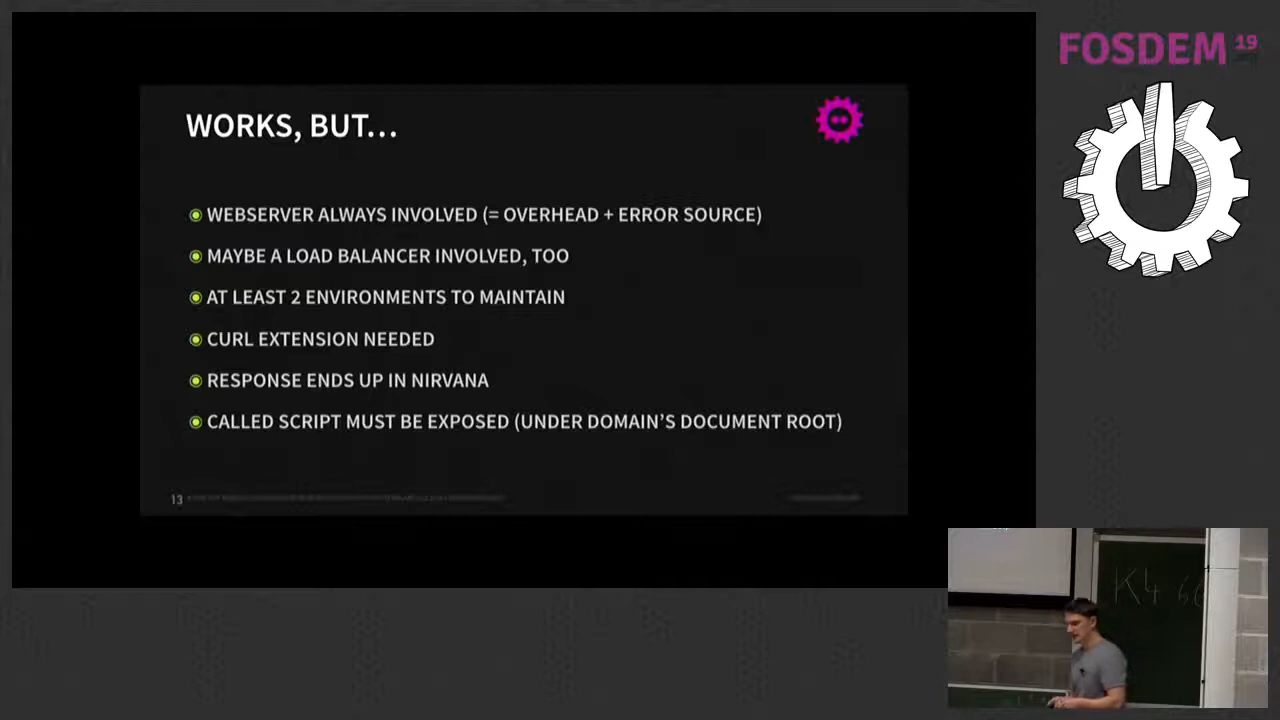 FOSDEM 19
WORKS, BUT...
WEBSERVER ALWAYS INVOLVED (= OVERHEAD + ERROR SOURCE)
MAYBE A LOAD BALANCER INVOLVED, TOO
AT LEAST 2 ENVIRONMENTS TO MAINTAIN
CURL EXTENSION NEEDED
RESPONSE ENDS UP IN NIRVANA
CALLED SCRIPT MUST BE EXPOSED (UNDER DOMAIN'S DOCUMENT ROOT)
13
K4